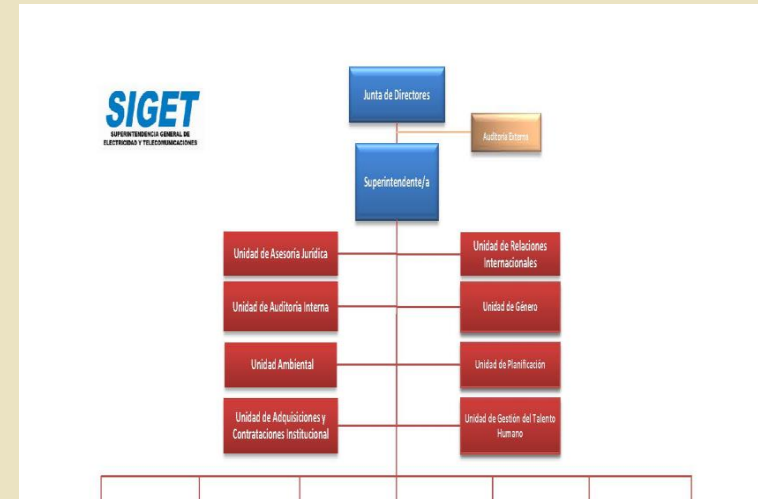 Junta de Directores
SIGET
SUPERINTENDENCIA GENERAL DE
ELECTRICIDAD Y TELECOMUNICACIONES
Auditoria Externa
Superintendente/a
Unidad de Asesoría Jurídica
Unidad de Relaciones
Internacionales
Unidad de Auditoria Interna
Unidad de Género
Unidad Ambiental
Unidad de Planificación
Unidad de Adquisiciones y
Contrataciones Institucional
Unidad de Gestión del Talento
Humano